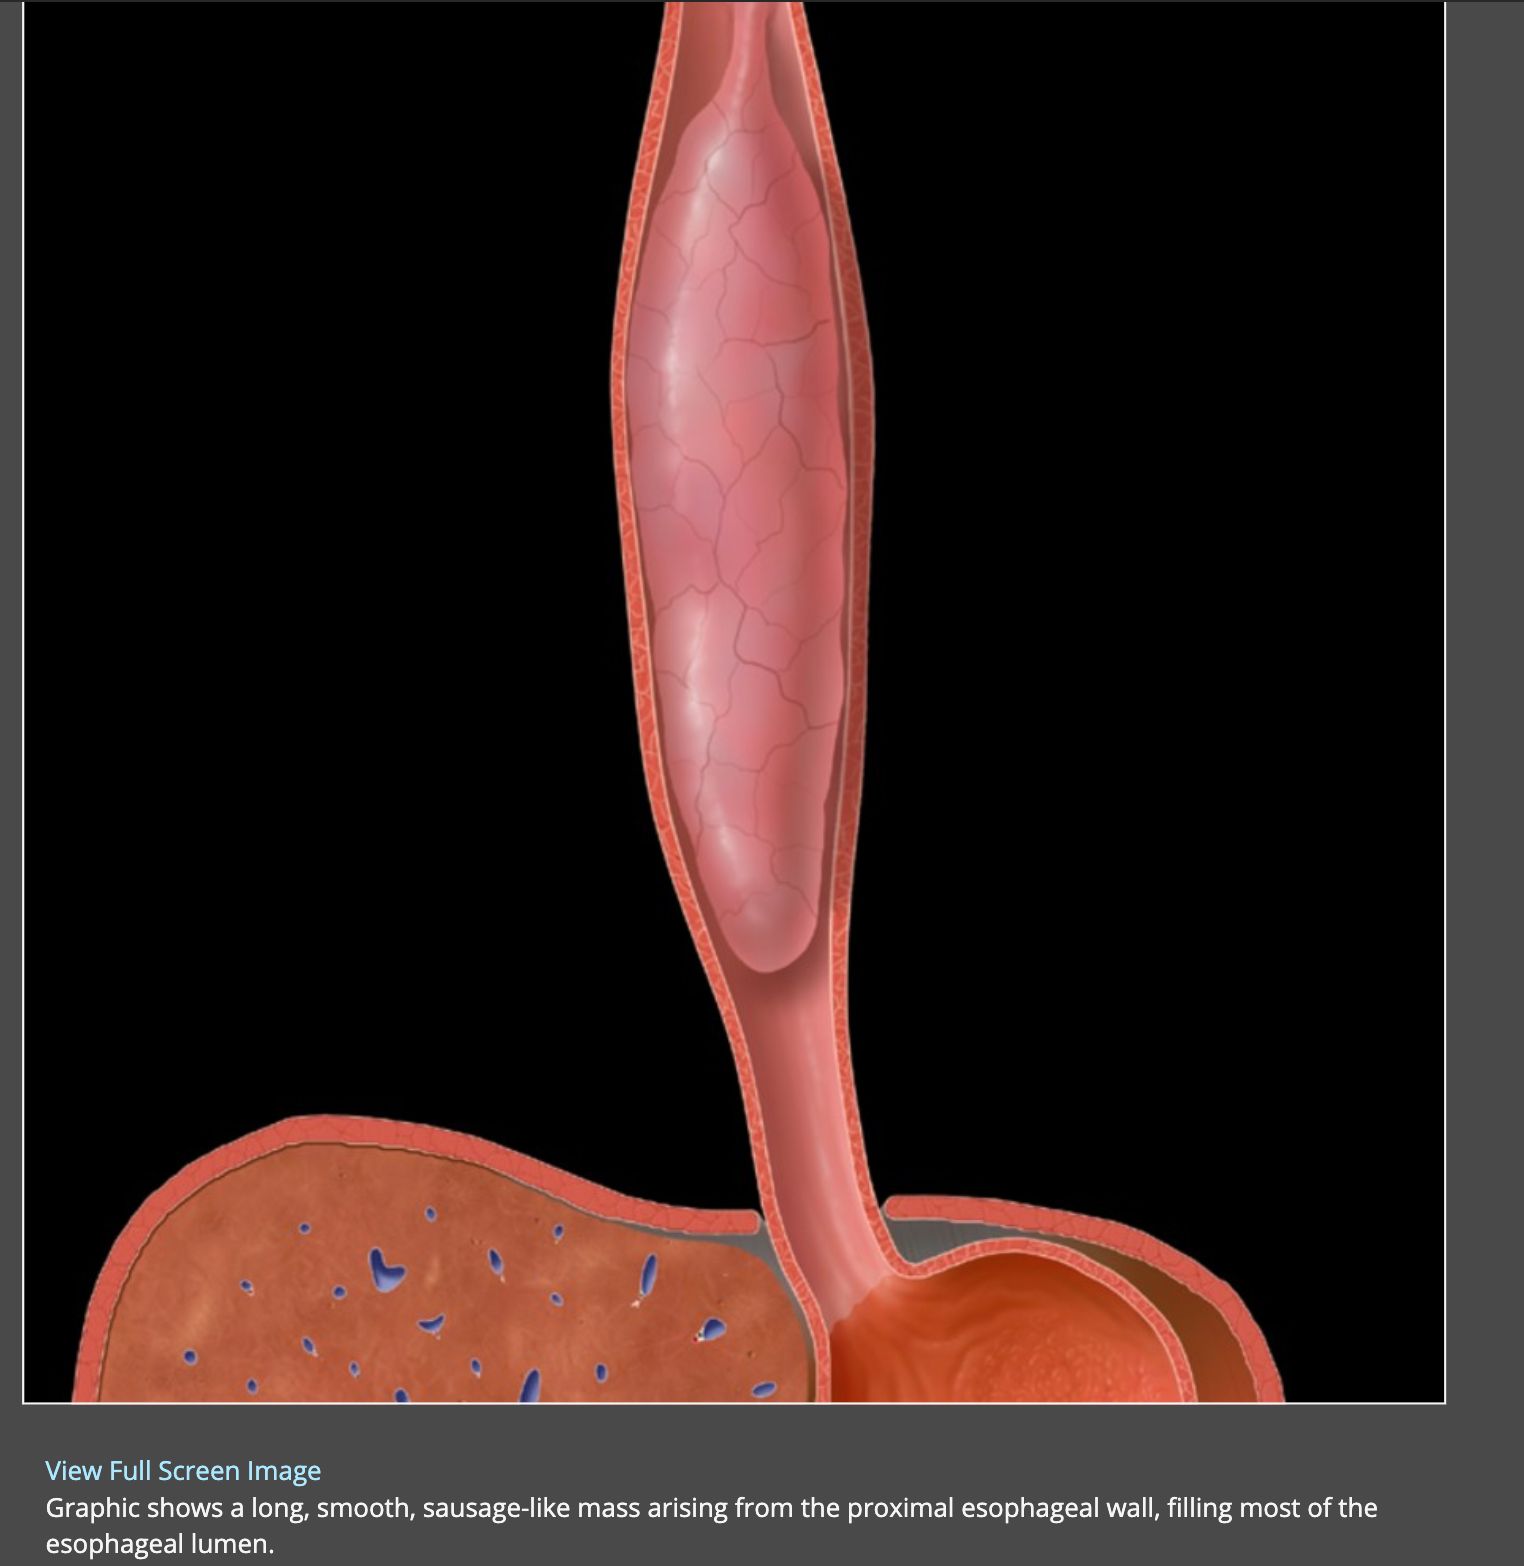 View Full Screen Image
Graphic shows a long, smooth, sausage-like mass arising from the proximal esophageal wall, filling most of the
esophageal lumen.